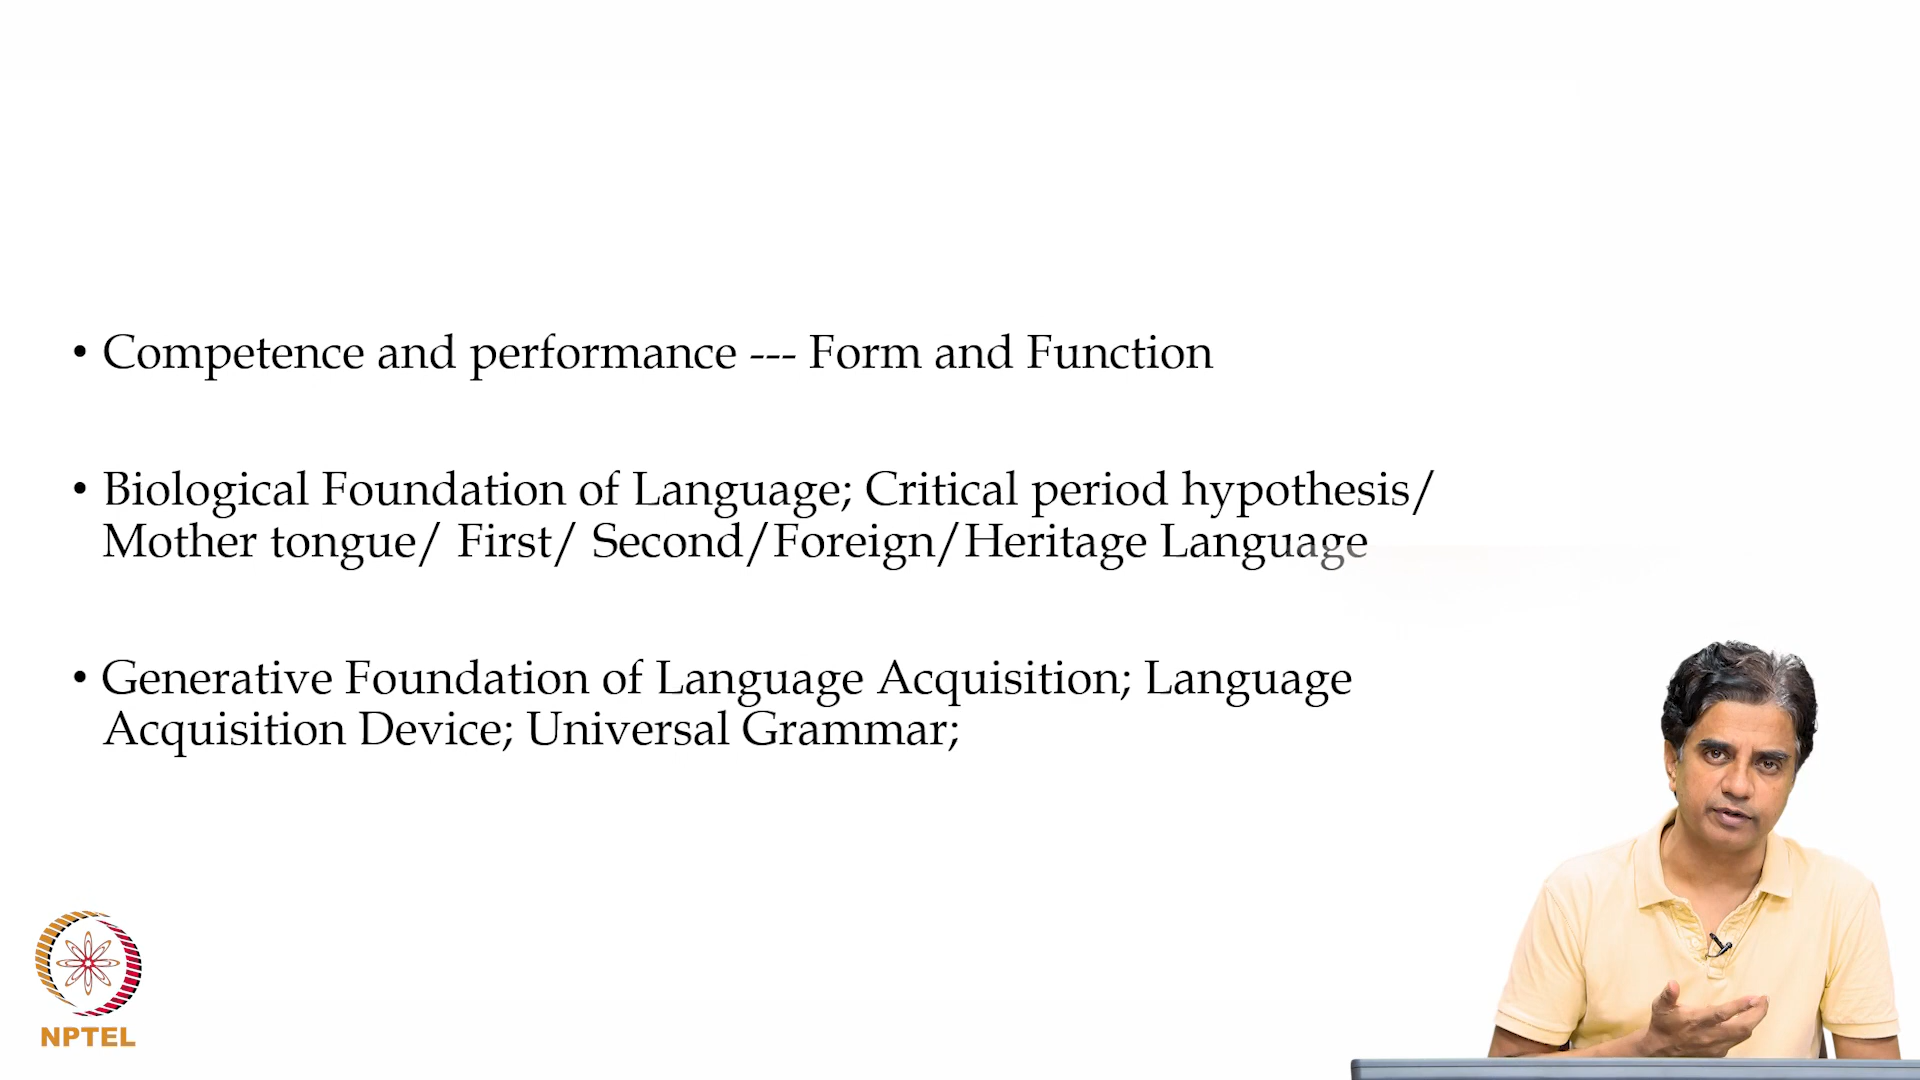 • Competence and performance --- Form and Function
• Biological Foundation of Language; Critical period hypothesis/
Mother tongue/ First/ Second/Foreign/Heritage Language
• Generative Foundation of Language Acquisition; Language
Acquisition Device; Universal Grammar;
NPTEL